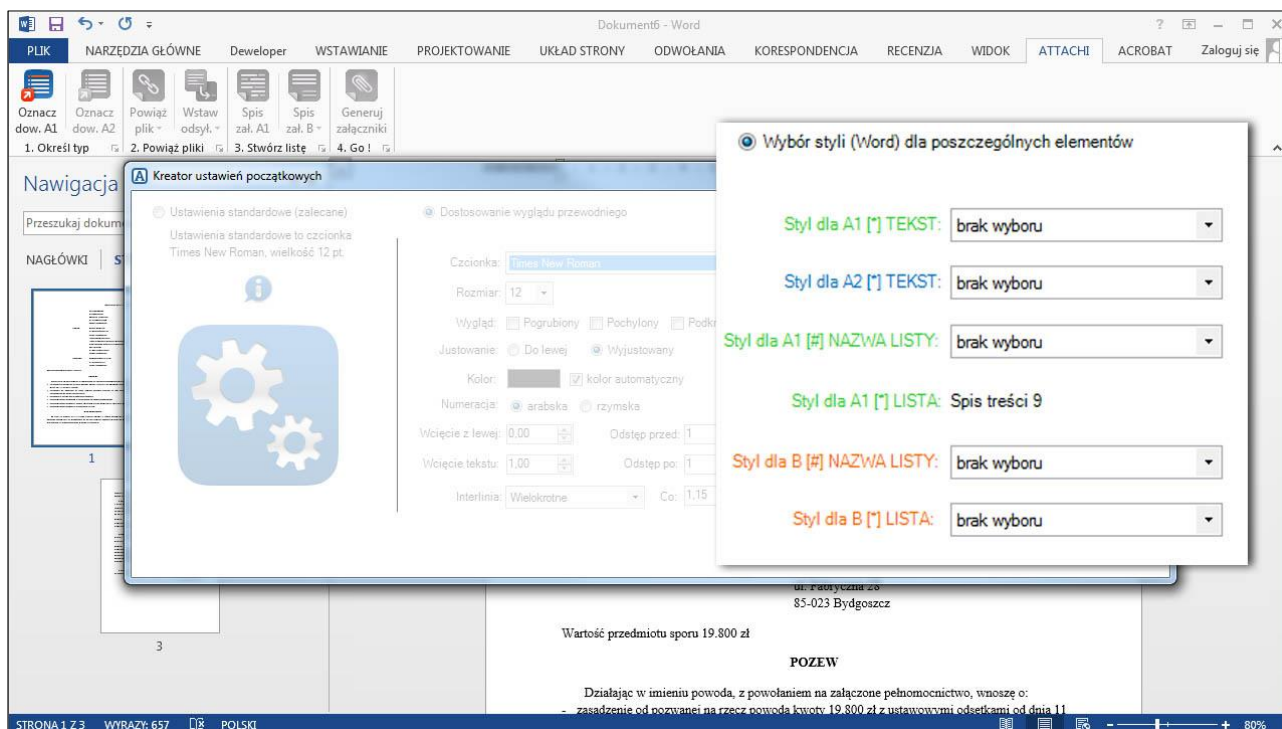 Dokument6 - Word
PLIK NARZĘDZIA GŁÓWNE Deweloper WSTAWIANIE PROJEKTOWANIE UKŁAD STRONY ODWOŁANIA KORESPONDENCJA RECENZJA WIDOK ATTACHI ACROBAT Zaloguj się
Oznacz Oznacz Powiąż Wstaw Spis Spis Generuj
dow. A1 dow. A2 plik odsył. zał. A1 zał. B załączniki
1. Określ typ 2. Powiąż pliki 3. Stwórz listę 4. Go !
Nawigacja
Przeszukaj dokum
NAGŁÓWKI
1
3
Kreator ustawień początkowych
Ustawienia standardowe (zalecane)
Ustawienia standardowe to czcionka
Times New Roman, wielkość 12 pt.
Dostosowanie wyglądu przewodniego
Czcionka: Times New Roman
Rozmiar: 12
Wygląd: Pogrubiony Pochylony Podkr
Justowanie: Do lewej Wyjustowany
Kolor: kolor automatyczny
Numeracja: arabska rzymska
Wcięcie z lewej: 0,00 Odstęp przed: 1
Wcięcie tekstu: 1,00 Odstęp po: 1
Interlinia: Wielokrotne Co: 1,15
Wybór styli (Word) dla poszczególnych elementów
Styl dla A1 [*] TEKST: brak wyboru
Styl dla A2 [*] TEKST: brak wyboru
Styl dla A1 [#] NAZWA LISTY: brak wyboru
Styl dla A1 [*] LISTA: Spis treści 9
Styl dla B [#] NAZWA LISTY: brak wyboru
Styl dla B [*] LISTA: brak wyboru
ul. Fabryczna 28
85-023 Bydgoszcz
Wartość przedmiotu sporu 19.800 zł
POZEW
Działając w imieniu powoda, z powołaniem na załączone pełnomocnictwo, wnoszę o:
- zasądzenie od pozwanej na rzecz powoda kwoty 19.800 zł z ustawowymi odsetkami od dnia 11
STRONA 1 Z 3 WYRAZY: 657 POLSKI 80%